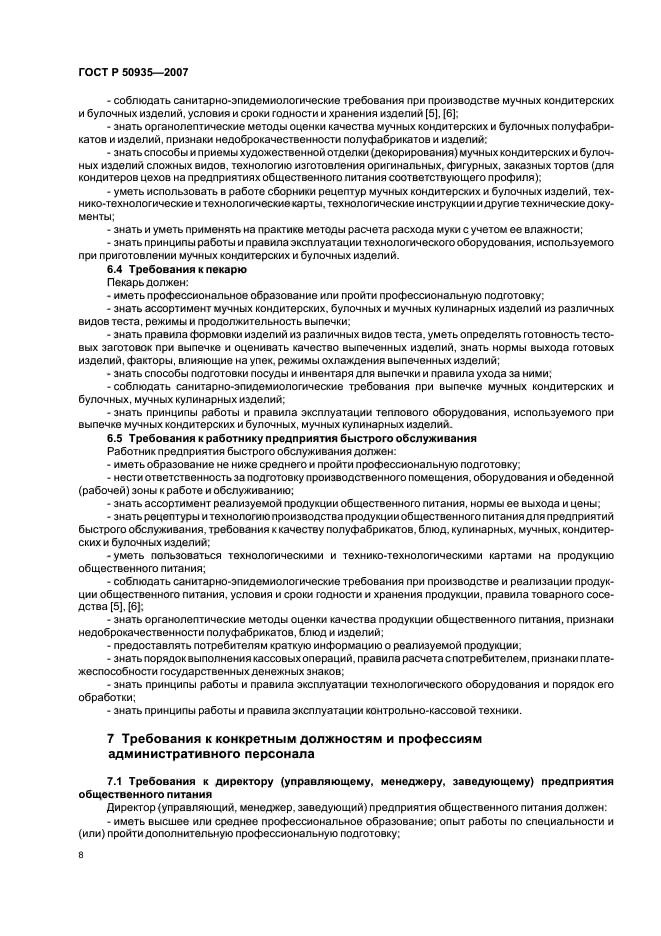 ГОСТ Р 50935—2007
- соблюдать санитарно-эпидемиологические требования при производстве мучных кондитерских
и булочных изделий, условия и сроки годности и хранения изделий [5], [6];
- знать органолептические методы оценки качества мучных кондитерских и булочных полуфабри-
катов и изделий, признаки недоброкачественности полуфабрикатов и изделий;
- знать способы и приемы художественной отделки (декорирования) мучных кондитерских и булоч-
ных изделий сложных видов, технологию изготовления оригинальных, фигурных, заказных тортов (для
кондитеров цехов на предприятиях общественного питания соответствующего профиля);
- уметь использовать в работе сборники рецептур мучных кондитерских и булочных изделий, тех-
нико-технологические и технологические карты, технологические инструкции и другие технические доку-
менты;
- знать и уметь применять на практике методы расчета расхода муки с учетом ее влажности;
- знать принципы работы и правила эксплуатации технологического оборудования, используемого
при приготовлении мучных кондитерских и булочных изделий.
6.4 Требования к пекарю
Пекарь должен:
- иметь профессиональное образование или пройти профессиональную подготовку;
- знать ассортимент мучных кондитерских, булочных и мучных кулинарных изделий из различных
видов теста, режимы и продолжительность выпечки;
- знать правила формовки изделий из различных видов теста, уметь определять готовность тесто-
вых заготовок при выпечке и оценивать качество выпеченных изделий, знать нормы выхода готовых
изделий, факторы, влияющие на упек, режимы охлаждения выпеченных изделий;
- знать способы подготовки посуды и инвентаря для выпечки и правила ухода за ними;
- соблюдать санитарно-эпидемиологические требования при выпечке мучных кондитерских и
булочных, мучных кулинарных изделий;
- знать принципы работы и правила эксплуатации теплового оборудования, используемого при
выпечке мучных кондитерских и булочных, мучных кулинарных изделий.
6.5 Требования к работнику предприятия быстрого обслуживания
Работник предприятия быстрого обслуживания должен:
- иметь образование не ниже среднего и пройти профессиональную подготовку;
- нести ответственность за подготовку производственного помещения, оборудования и обеденной
(рабочей) зоны к работе и обслуживанию;
- знать ассортимент реализуемой продукции общественного питания, нормы ее выхода и цены;
- знать рецептуры и технологию производства продукции общественного питания для предприятий
быстрого обслуживания, требования к качеству полуфабрикатов, блюд, кулинарных, мучных, кондитер-
ских и булочных изделий;
- уметь пользоваться технологическими и технико-технологическими картами на продукцию
общественного питания;
- соблюдать санитарно-эпидемиологические требования при производстве и реализации продук-
ции общественного питания, условия и сроки годности и хранения продукции, правила товарного сосе-
дства [5], [6];
- знать органолептические методы оценки качества продукции общественного питания, признаки
недоброкачественности полуфабрикатов, блюд и изделий;
- предоставлять потребителям краткую информацию о реализуемой продукции;
- знать порядок выполнения кассовых операций, правила расчета с потребителем, признаки плате-
жеспособности государственных денежных знаков;
- знать принципы работы и правила эксплуатации технологического оборудования и порядок его
обработки;
- знать принципы работы и правила эксплуатации контрольно-кассовой техники.
7 Требования к конкретным должностям и профессиям
административного персонала
7.1 Требования к директору (управляющему, менеджеру, заведующему) предприятия
общественного питания
Директор (управляющий, менеджер, заведующий) предприятия общественного питания должен:
- иметь высшее или среднее профессиональное образование; опыт работы по специальности и
(или) пройти дополнительную профессиональную подготовку;
8